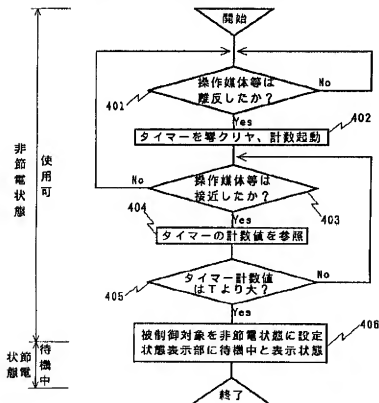 開始
操作媒体等は
離反したか?
No
401
Yes
402
タイマーを零クリヤ、計数起動
操作媒体等は
接近したか?
No
403
Yes
404
タイマーの計数値を参照
タイマー計数値
はTより大?
No
405
Yes
406
被制御対象を非節電状態に設定
状態表示部に待機中と表示状態
終了
非節電状態
使用可
節電状態
待機中